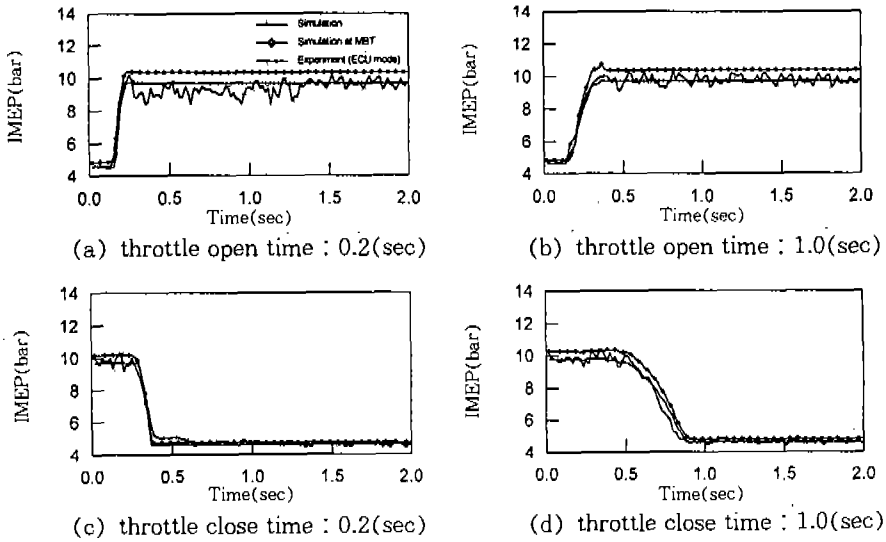 14
12
10
8
6
4
IMEP(bar)
Simulation
Simulation at MBT
Experiment (ECU mode)
0.0 0.5 1.0 1.5 2.0
Time(sec)
(a) throttle open time : 0.2(sec)
14
12
10
8
6
4
IMEP(bar)
0.0 0.5 1.0 1.5 2.0
Time(sec)
(b) throttle open time : 1.0(sec)
14
12
10
8
6
4
IMEP(bar)
0.0 0.5 1.0 1.5 2.0
Time(sec)
(c) throttle close time : 0.2(sec)
14
12
10
8
6
4
IMEP(bar)
0.0 0.5 1.0 1.5 2.0
Time(sec)
(d) throttle close time : 1.0(sec)